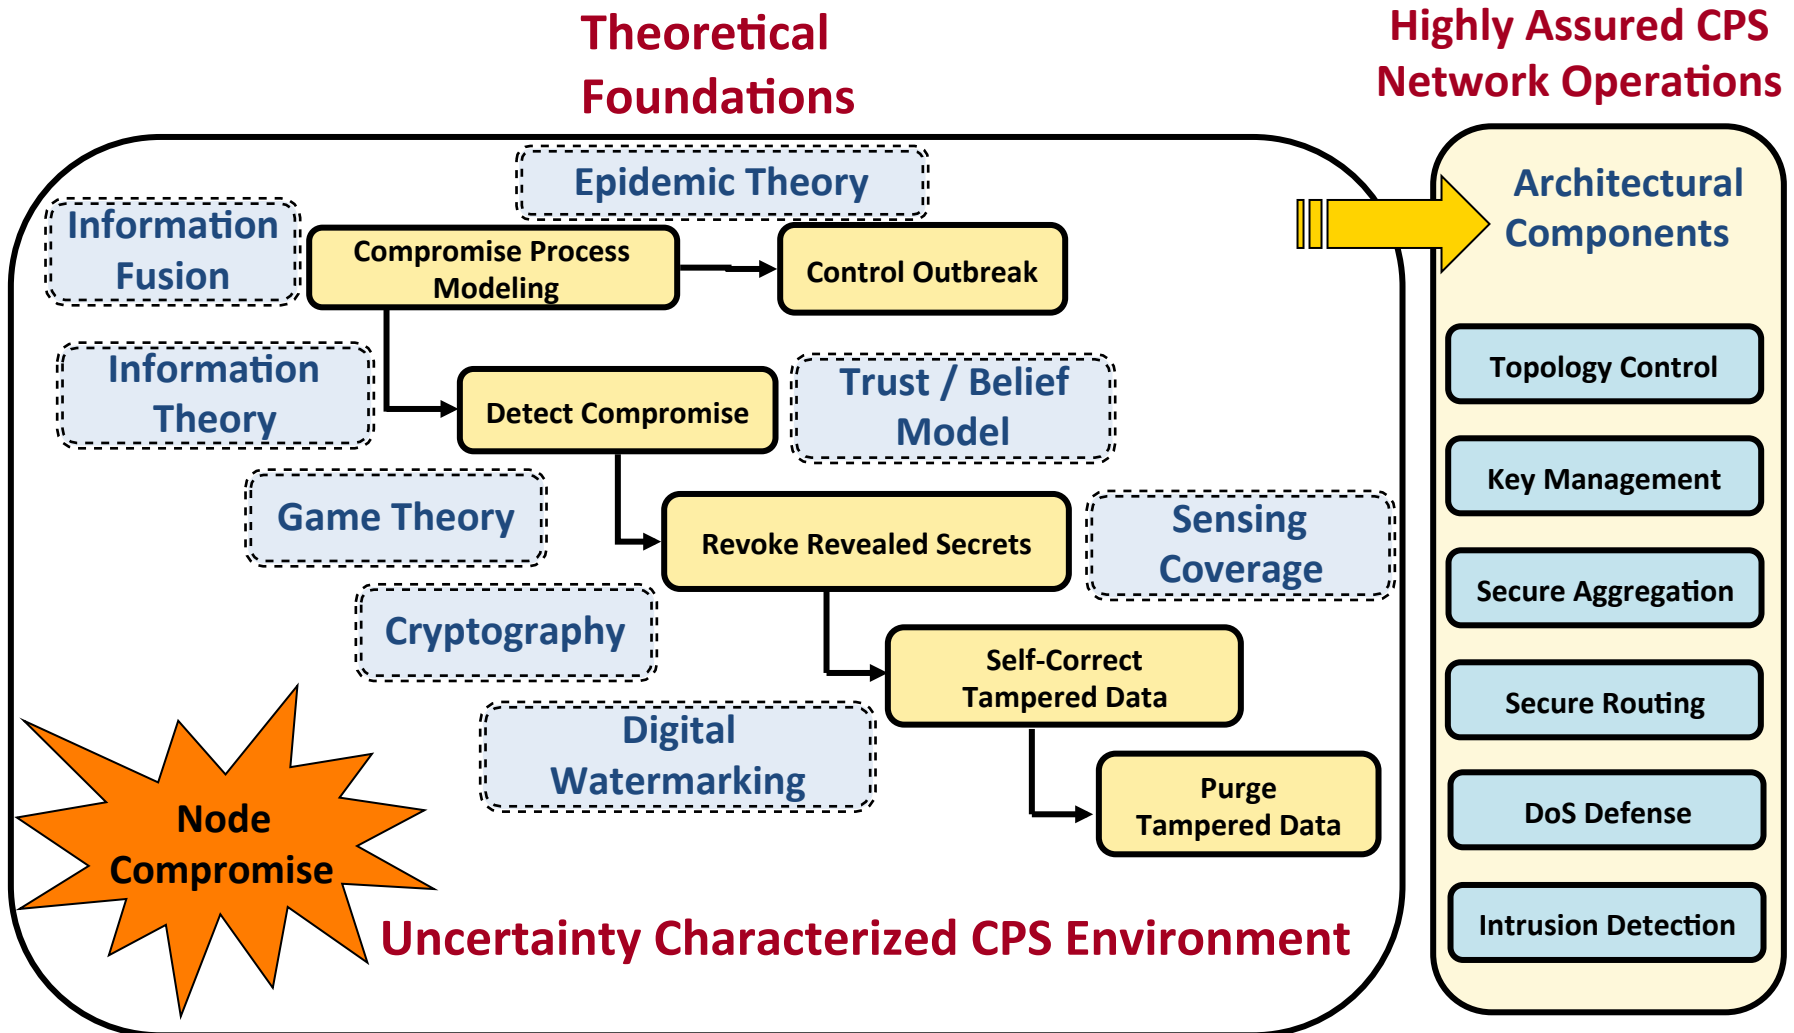 Theoretical
Foundations
Highly Assured CPS
Network Operations
Epidemic Theory
Information
Fusion
Compromise Process
Modeling
Control Outbreak
Architectural
Components
Information
Theory
Detect Compromise
Trust / Belief
Model
Topology Control
Game Theory
Revoke Revealed Secrets
Sensing
Coverage
Key Management
Cryptography
Self-Correct
Tampered Data
Secure Aggregation
Digital
Watermarking
Secure Routing
Purge
Tampered Data
DoS Defense
Node
Compromise
Uncertainty Characterized CPS Environment
Intrusion Detection